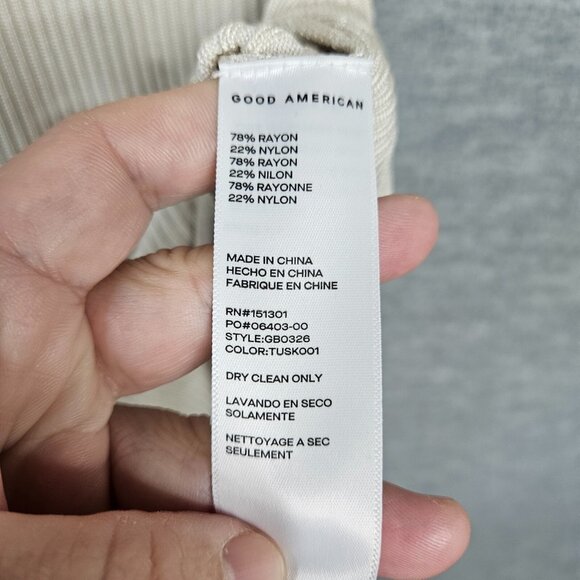 GOOD AMERICAN
78% RAYON
22% NYLON
78% RAYON
22% NILON
78% RAYONNE
22% NYLON
MADE IN CHINA
HECHO EN CHINA
FABRIQUE EN CHINE
RN#151301
PO#06403-00
STYLE:GB0326
COLOR:TUSK001
DRY CLEAN ONLY
LAVANDO EN SECO
SOLAMENTE
NETTOYAGE A SEC
SEULEMENT